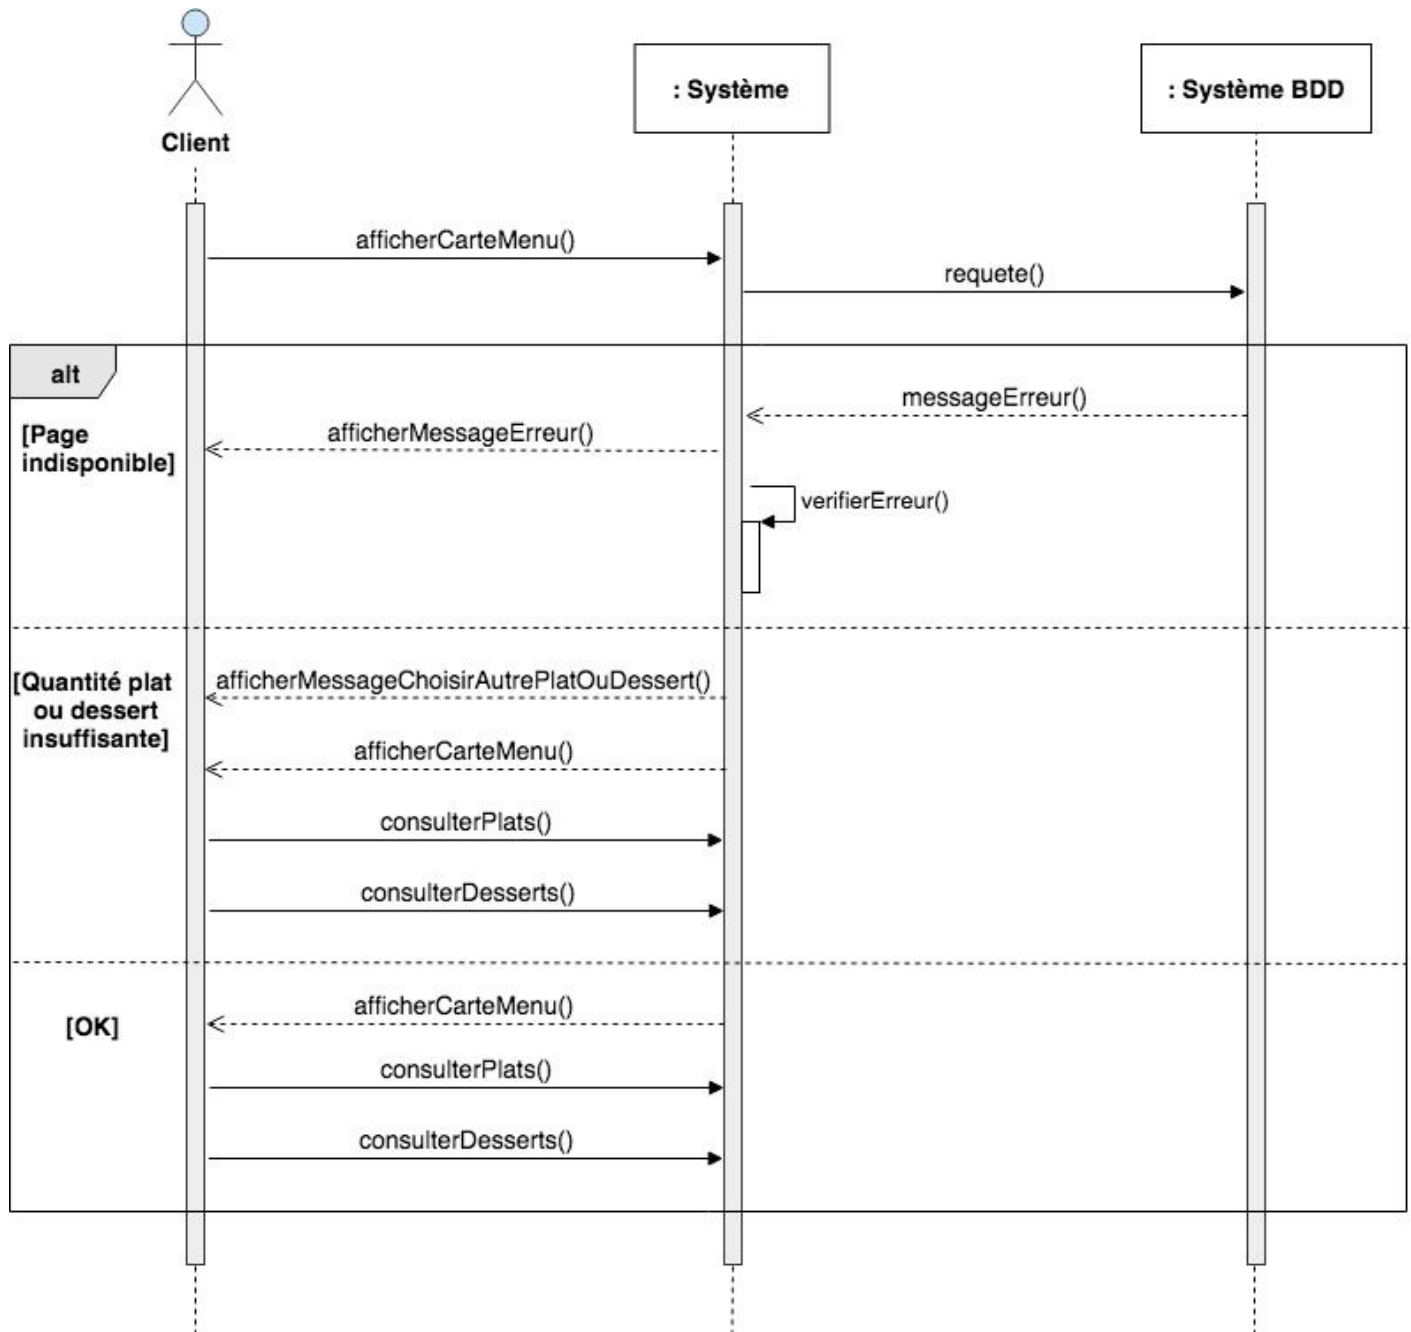 Client
: Système
: Système BDD
afficherCarteMenu()
requete()
alt
messageErreur()
[Page
indisponible]
afficherMessageErreur()
verifierErreur()
[Quantité plat
ou dessert
insuffisante]
afficherMessageChoisirAutrePlatOuDessert()
afficherCarteMenu()
consulterPlats()
consulterDesserts()
[OK]
afficherCarteMenu()
consulterPlats()
consulterDesserts()